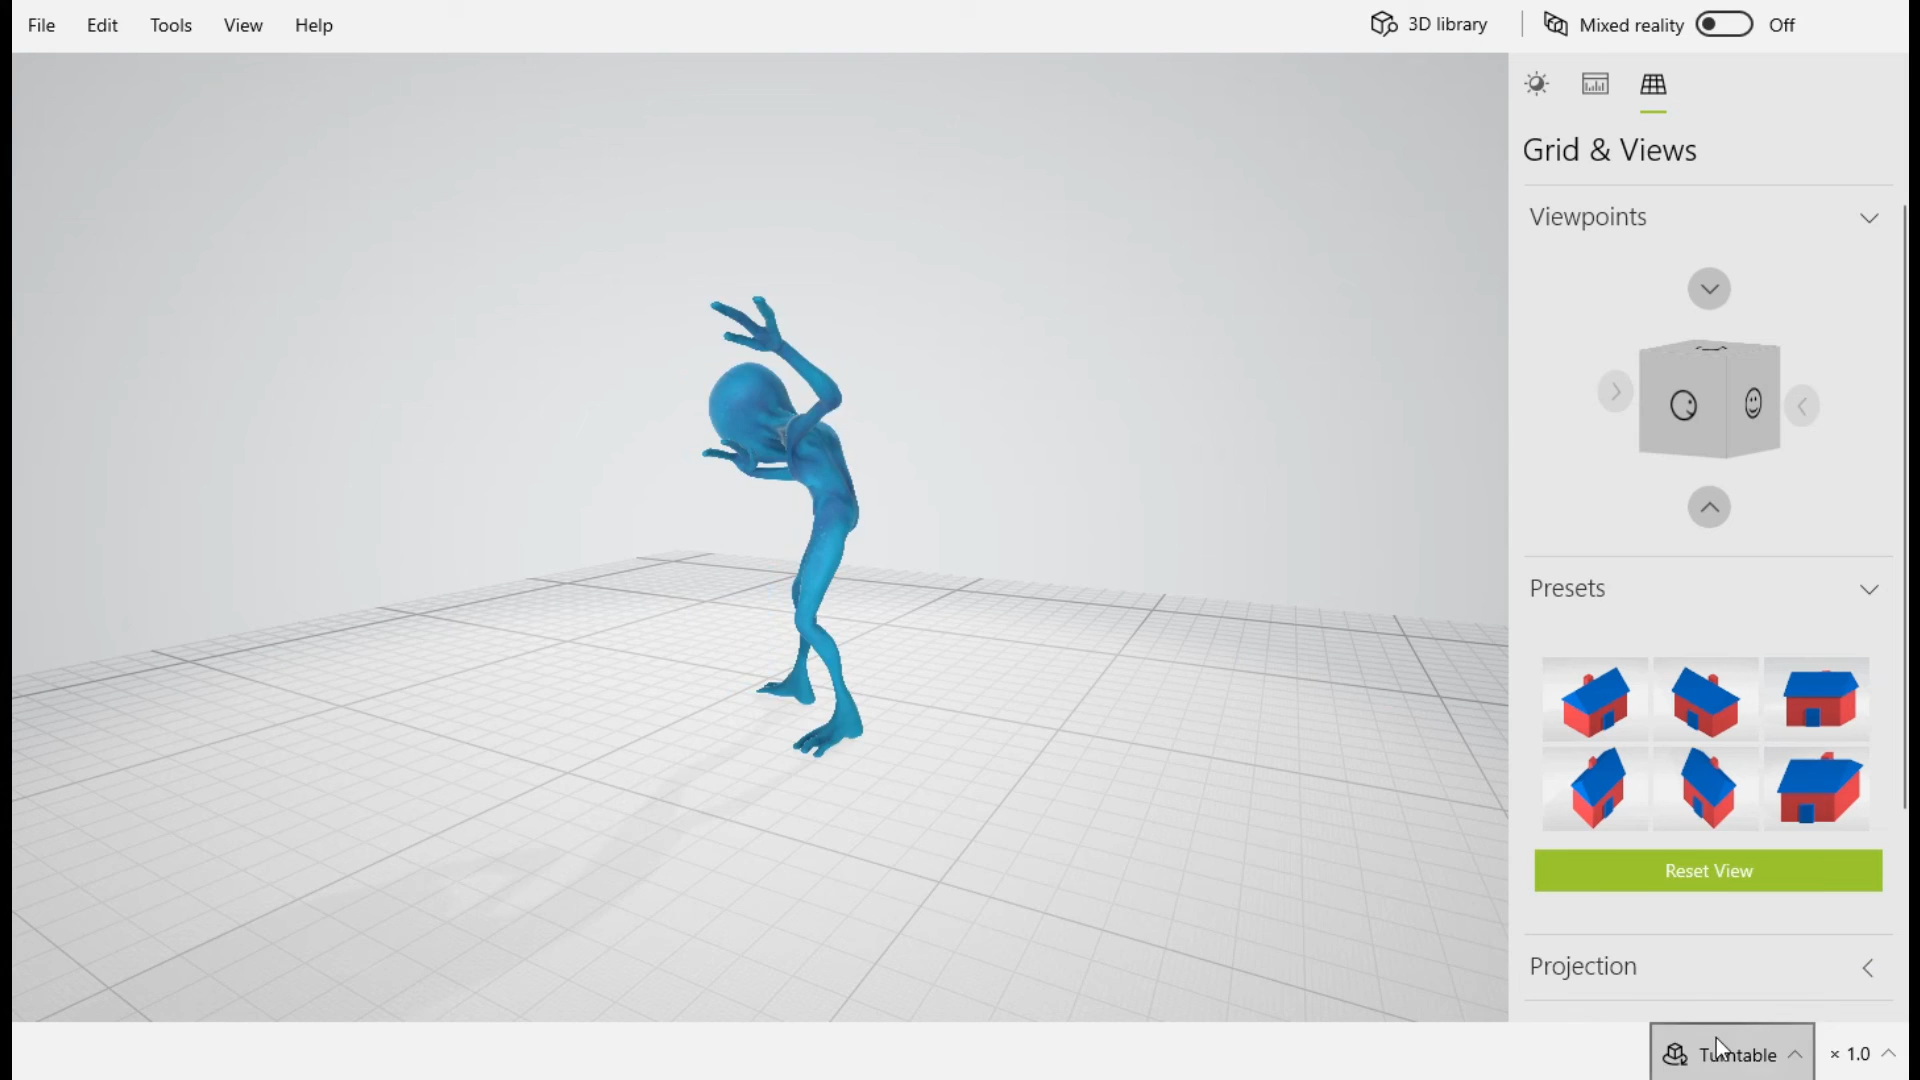 File Edit Tools View Help 3D library Mixed reality Off
Grid & Views
Viewpoints
Presets
Reset View
Projection
Turntable × 1.0